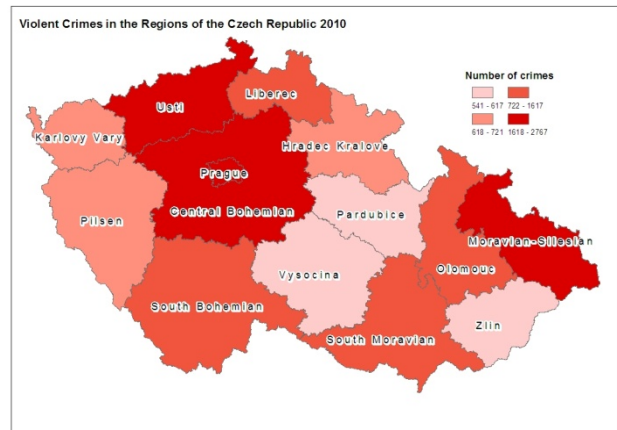 Violent Crimes in the Regions of the Czech Republic 2010
Number of crimes
541 - 617 722 - 1617
618 - 721 1618 - 2767
Usti
Liberec
Karlovy Vary
Hradec Kralove
Prague
Pilsen
Central Bohemian
Pardubice
Moravian-Silesian
Vysocina
Olomouc
South Bohemian
Zlin
South Moravian